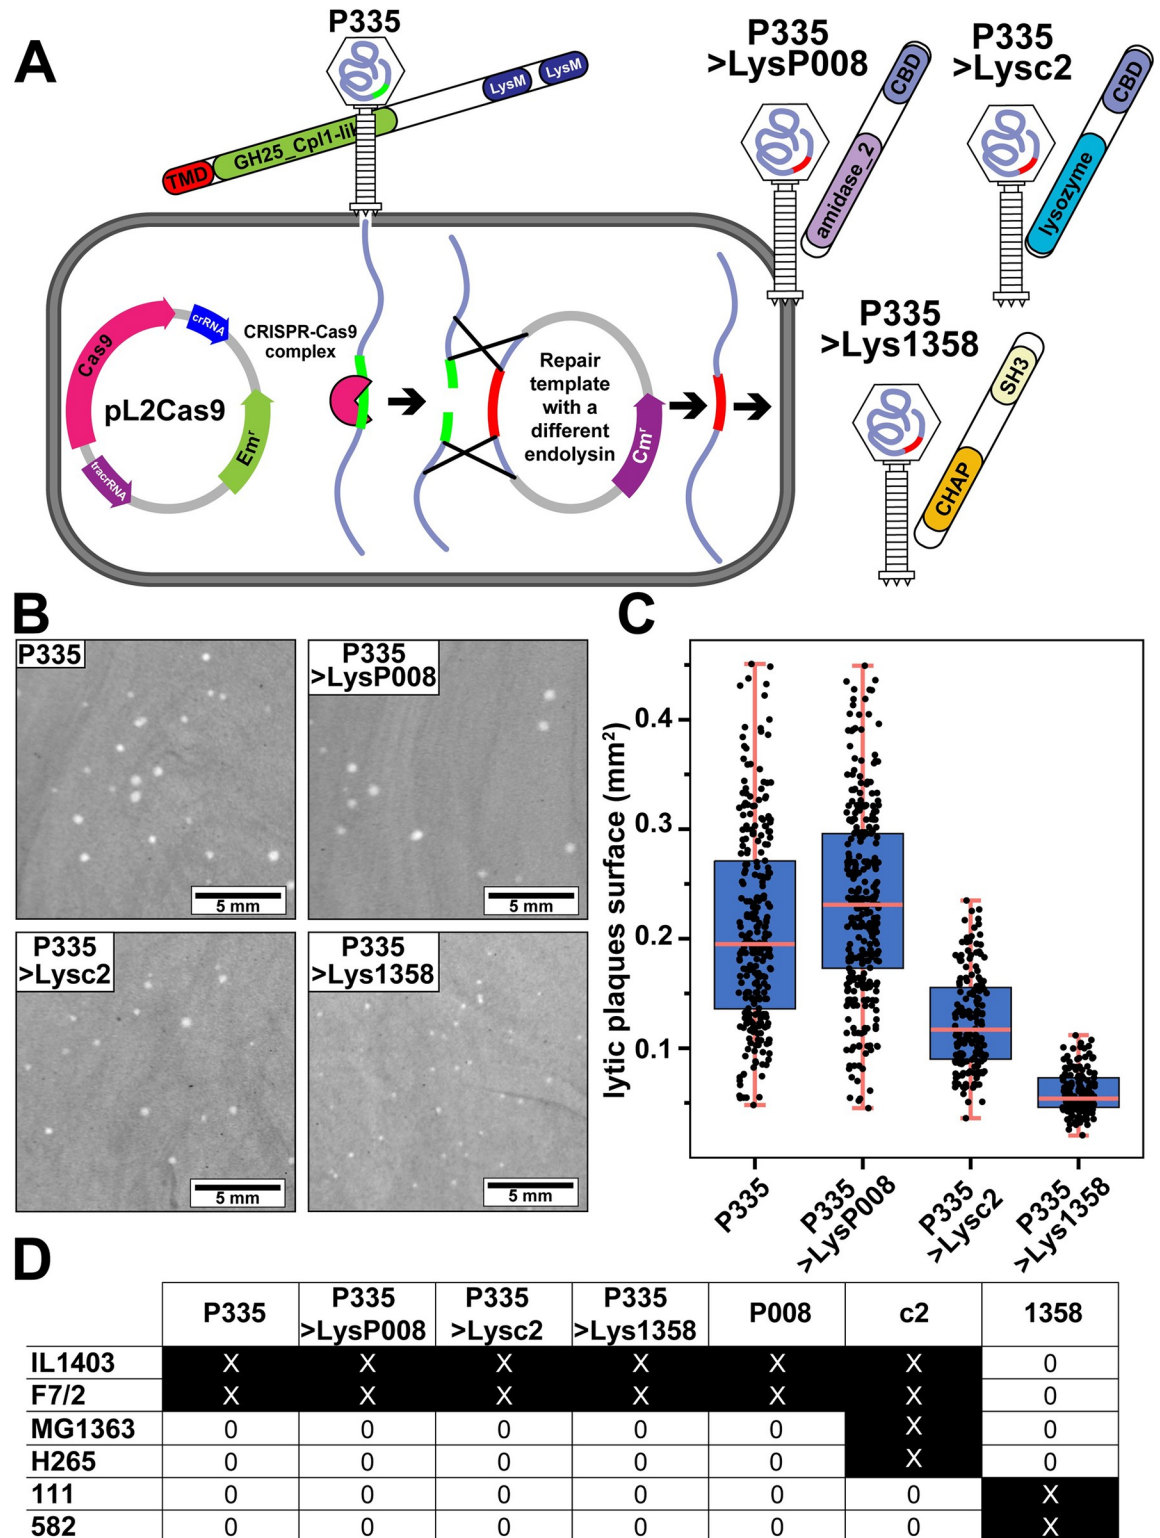 A
P335
TMD
GH25_Cpl1-lik
LysM
LysM
P335
>LysP008
CBD
amidase_2
P335
>Lysc2
CBD
lysozyme
P335
>Lys1358
SH3
CHAP
Cas9
crRNA
pL2Cas9
Emr
tracrRNA
CRISPR-Cas9
complex
Repair
template
with a
different
endolysin
Cmr
B
P335
5 mm
P335
>LysP008
5 mm
P335
>Lysc2
5 mm
P335
>Lys1358
5 mm
C
lytic plaques surface (mm²)
0.4
0.3
0.2
0.1
P335
P335
>LysP008
P335
>Lysc2
P335
>Lys1358
D
P335 P335 >LysP008 P335 >Lysc2 P335 >Lys1358 P008 c2 1358
IL1403 X X X X X X 0
F7/2 X X X X X X 0
MG1363 0 0 0 0 0 X 0
H265 0 0 0 0 0 X 0
111 0 0 0 0 0 0 X
582 0 0 0 0 0 0 X